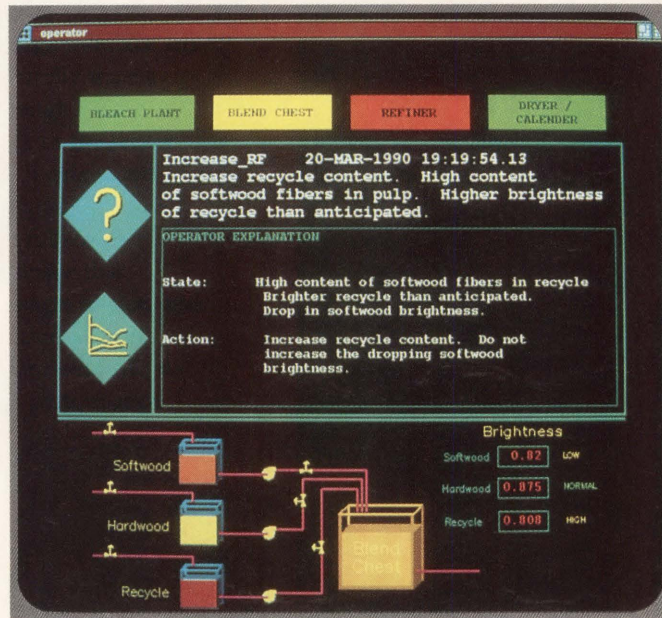 operator
BLEACH PLANT
BLEND CHEST
REFINER
DRYER /
CALENDER
Increase_RF 20-MAR-1990 19:19:54.13
Increase recycle content. High content
of softwood fibers in pulp. Higher brightness
of recycle than anticipated.
?
OPERATOR EXPLANATION
State: High content of softwood fibers in recycle
Brighter recycle than anticipated.
Drop in softwood brightness.
Action: Increase recycle content. Do not
increase the dropping softwood
brightness.
Brightness
Softwood 0.82 LOW
Hardwood 0.875 NORMAL
Recycle 0.808 HIGH
Softwood
Hardwood
Recycle
Blend
Chest